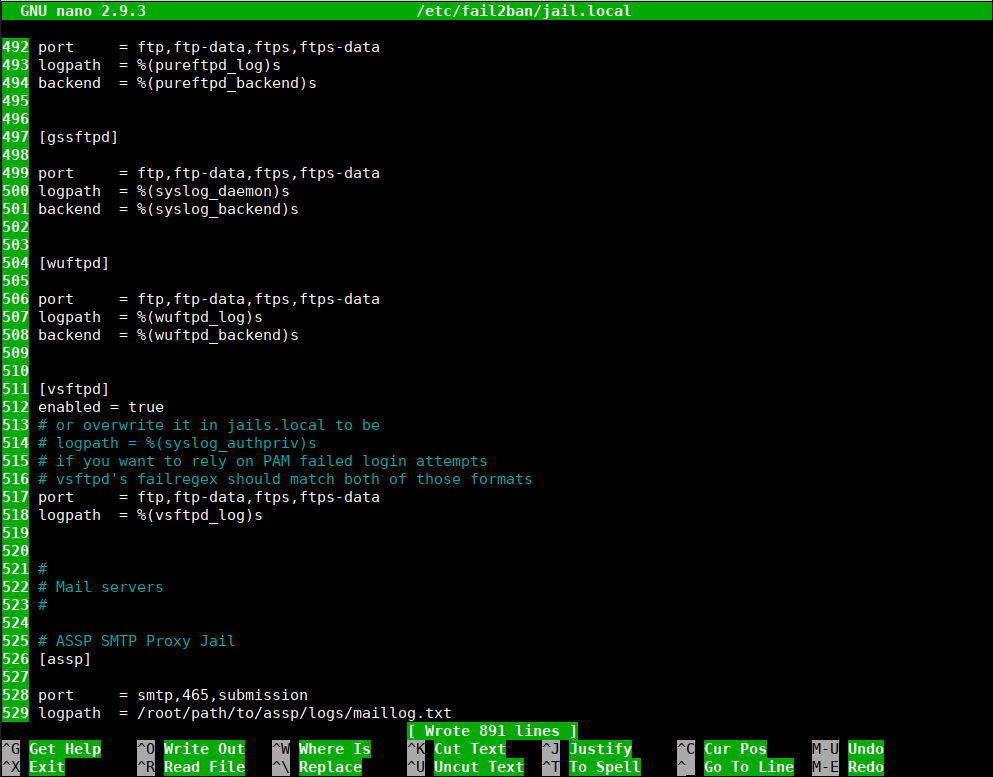 GNU nano 2.9.3 /etc/fail2ban/jail.local
492 port     = ftp,ftp-data,ftps,ftps-data
493 logpath  = %(pureftpd_log)s
494 backend  = %(pureftpd_backend)s
495
496
497 [gssftpd]
498
499 port     = ftp,ftp-data,ftps,ftps-data
500 logpath  = %(syslog_daemon)s
501 backend  = %(syslog_backend)s
502
503
504 [wuftpd]
505
506 port     = ftp,ftp-data,ftps,ftps-data
507 logpath  = %(wuftpd_log)s
508 backend  = %(wuftpd_backend)s
509
510
511 [vsftpd]
512 enabled = true
513 # or overwrite it in jails.local to be
514 # logpath = %(syslog_authpriv)s
515 # if you want to rely on PAM failed login attempts
516 # vsftpd's failregex should match both of those formats
517 port     = ftp,ftp-data,ftps,ftps-data
518 logpath  = %(vsftpd_log)s
519
520
521 #
522 # Mail servers
523 #
524
525 # ASSP SMTP Proxy Jail
526 [assp]
527
528 port     = smtp,465,submission
529 logpath  = /root/path/to/assp/logs/maillog.txt
[ Wrote 891 lines ]
^G Get Help ^O Write Out ^W Where Is ^K Cut Text ^J Justify ^C Cur Pos M-U Undo
^X Exit ^R Read File ^\ Replace ^U Uncut Text ^T To Spell ^_ Go To Line M-E Redo